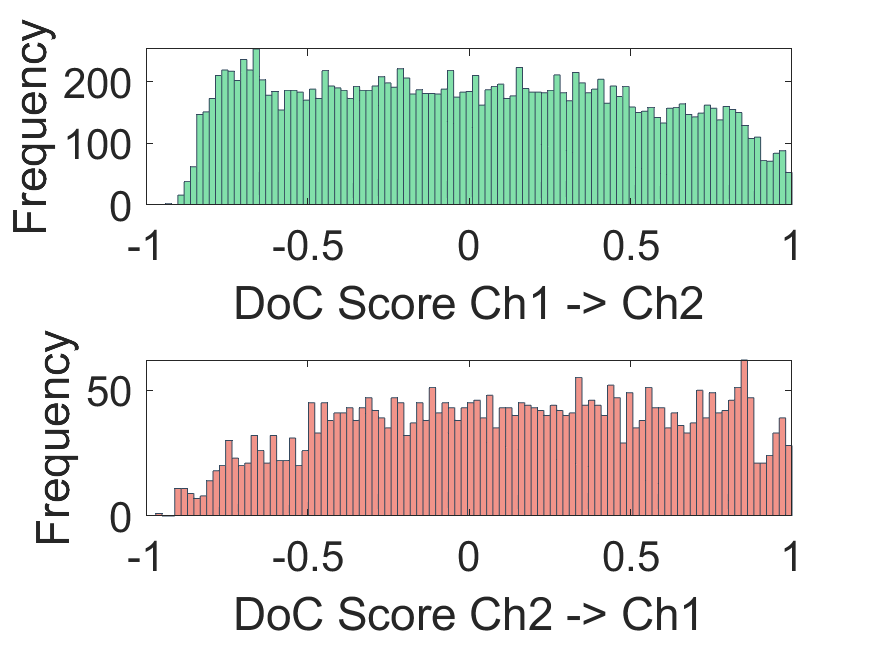 Frequency
200
100
0
-1 -0.5 0 0.5 1
DoC Score Ch1 -> Ch2
Frequency
50
0
-1 -0.5 0 0.5 1
DoC Score Ch2 -> Ch1